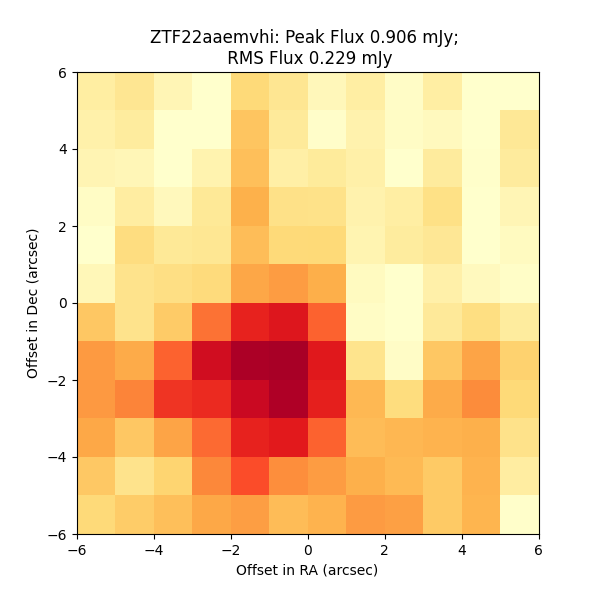 ZTF22aaemvhi: Peak Flux 0.906 mJy;
RMS Flux 0.229 mJy
6
4
2
0
−2
−4
−6
Offset in Dec (arcsec)
−6 −4 −2 0 2 4 6
Offset in RA (arcsec)